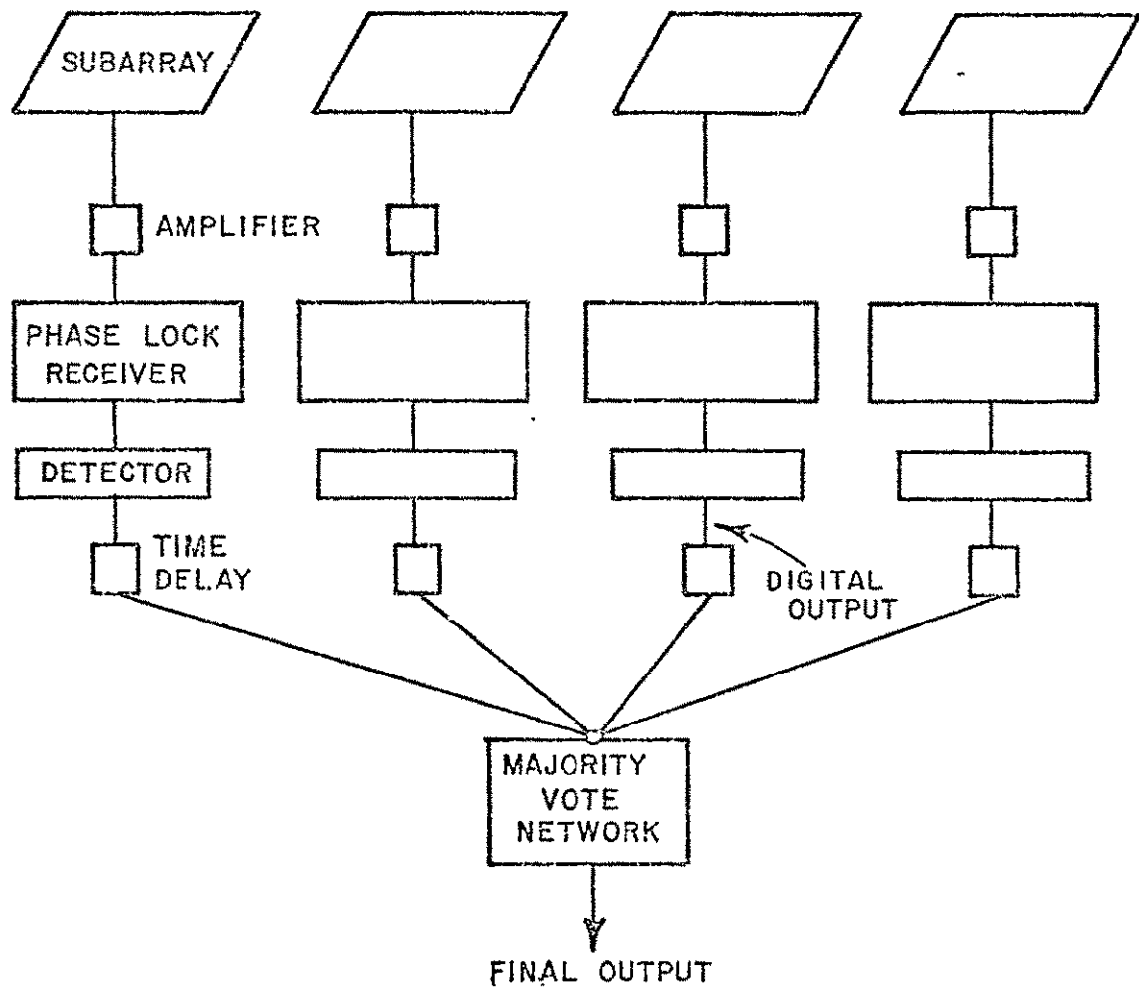 SUBARRAY
AMPLIFIER
PHASE LOCK
RECEIVER
DETECTOR
TIME
DELAY
DIGITAL
OUTPUT
MAJORITY
VOTE
NETWORK
FINAL OUTPUT